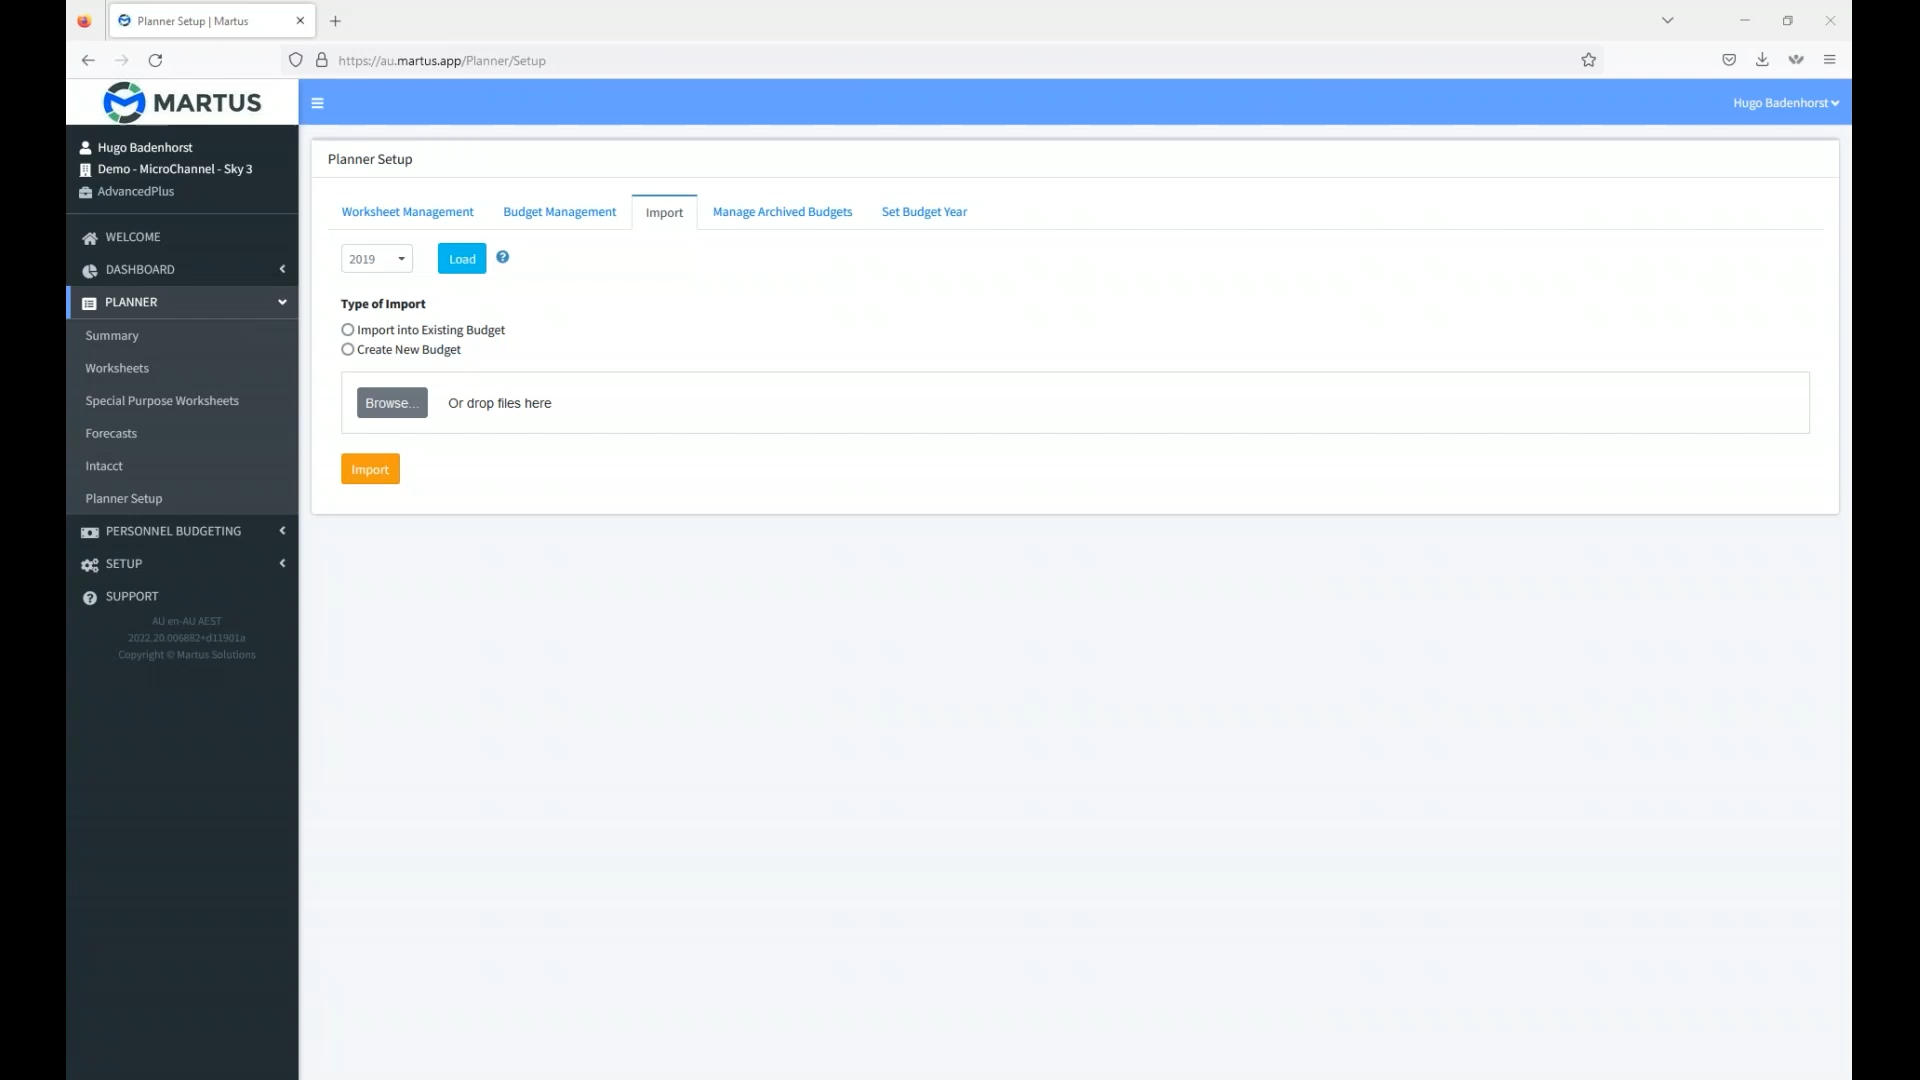 Planner Setup | Martus
https://au.martus.app/Planner/Setup
MARTUS
Hugo Badenhorst
Hugo Badenhorst
Demo - MicroChannel - Sky 3
AdvancedPlus
WELCOME
DASHBOARD
PLANNER
Summary
Worksheets
Special Purpose Worksheets
Forecasts
Intacct
Planner Setup
PERSONNEL BUDGETING
SETUP
SUPPORT
AU en-AU AEST
2022.20.006882+d11901a
Copyright © Martus Solutions
Planner Setup
Worksheet Management Budget Management Import Manage Archived Budgets Set Budget Year
2019 Load
Type of Import
Import into Existing Budget
Create New Budget
Browse... Or drop files here
Import